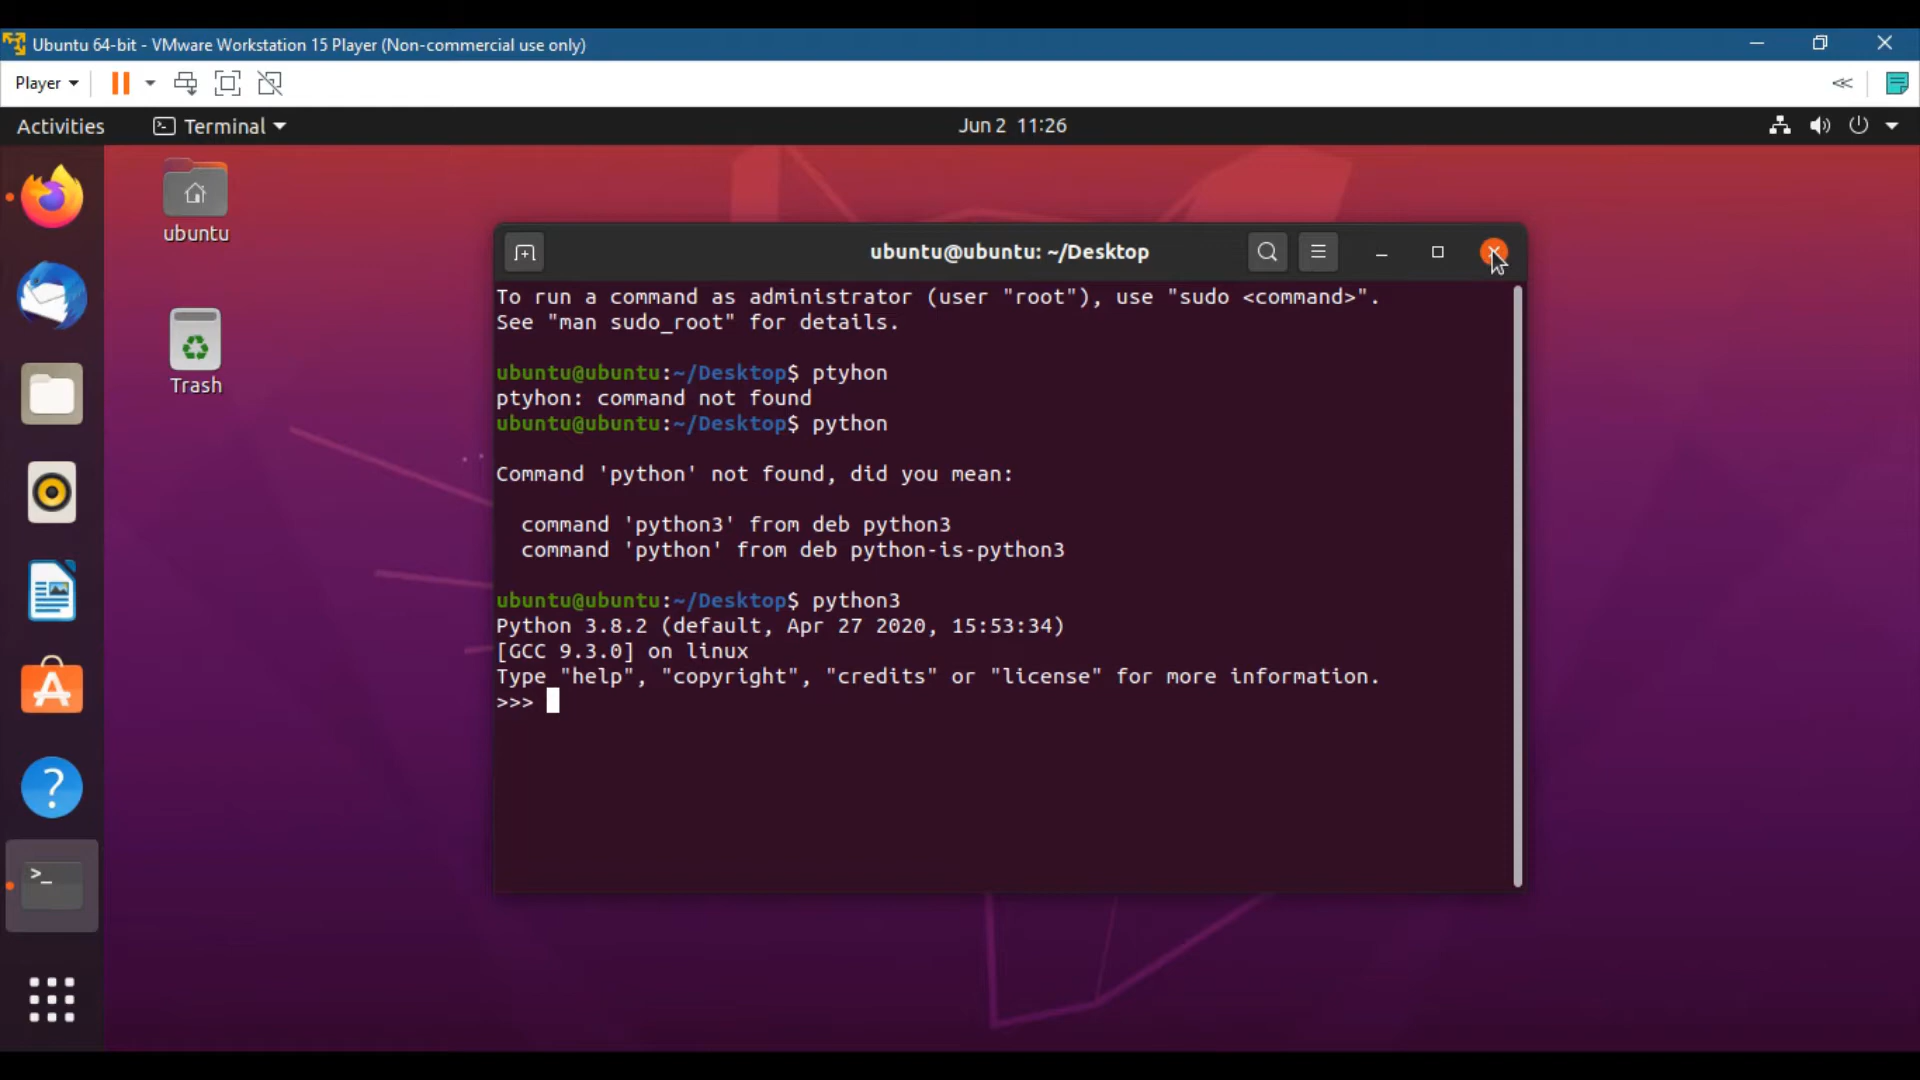 Ubuntu 64-bit - VMware Workstation 15 Player (Non-commercial use only)
Player
Activities
Terminal
Jun 2 11:26
ubuntu
Trash
ubuntu@ubuntu: ~/Desktop
To run a command as administrator (user "root"), use "sudo <command>".
See "man sudo_root" for details.
ubuntu@ubuntu:~/Desktop$ ptyhon
ptyhon: command not found
ubuntu@ubuntu:~/Desktop$ python
Command 'python' not found, did you mean:
command 'python3' from deb python3
command 'python' from deb python-is-python3
ubuntu@ubuntu:~/Desktop$ python3
Python 3.8.2 (default, Apr 27 2020, 15:53:34)
[GCC 9.3.0] on linux
Type "help", "copyright", "credits" or "license" for more information.
>>>